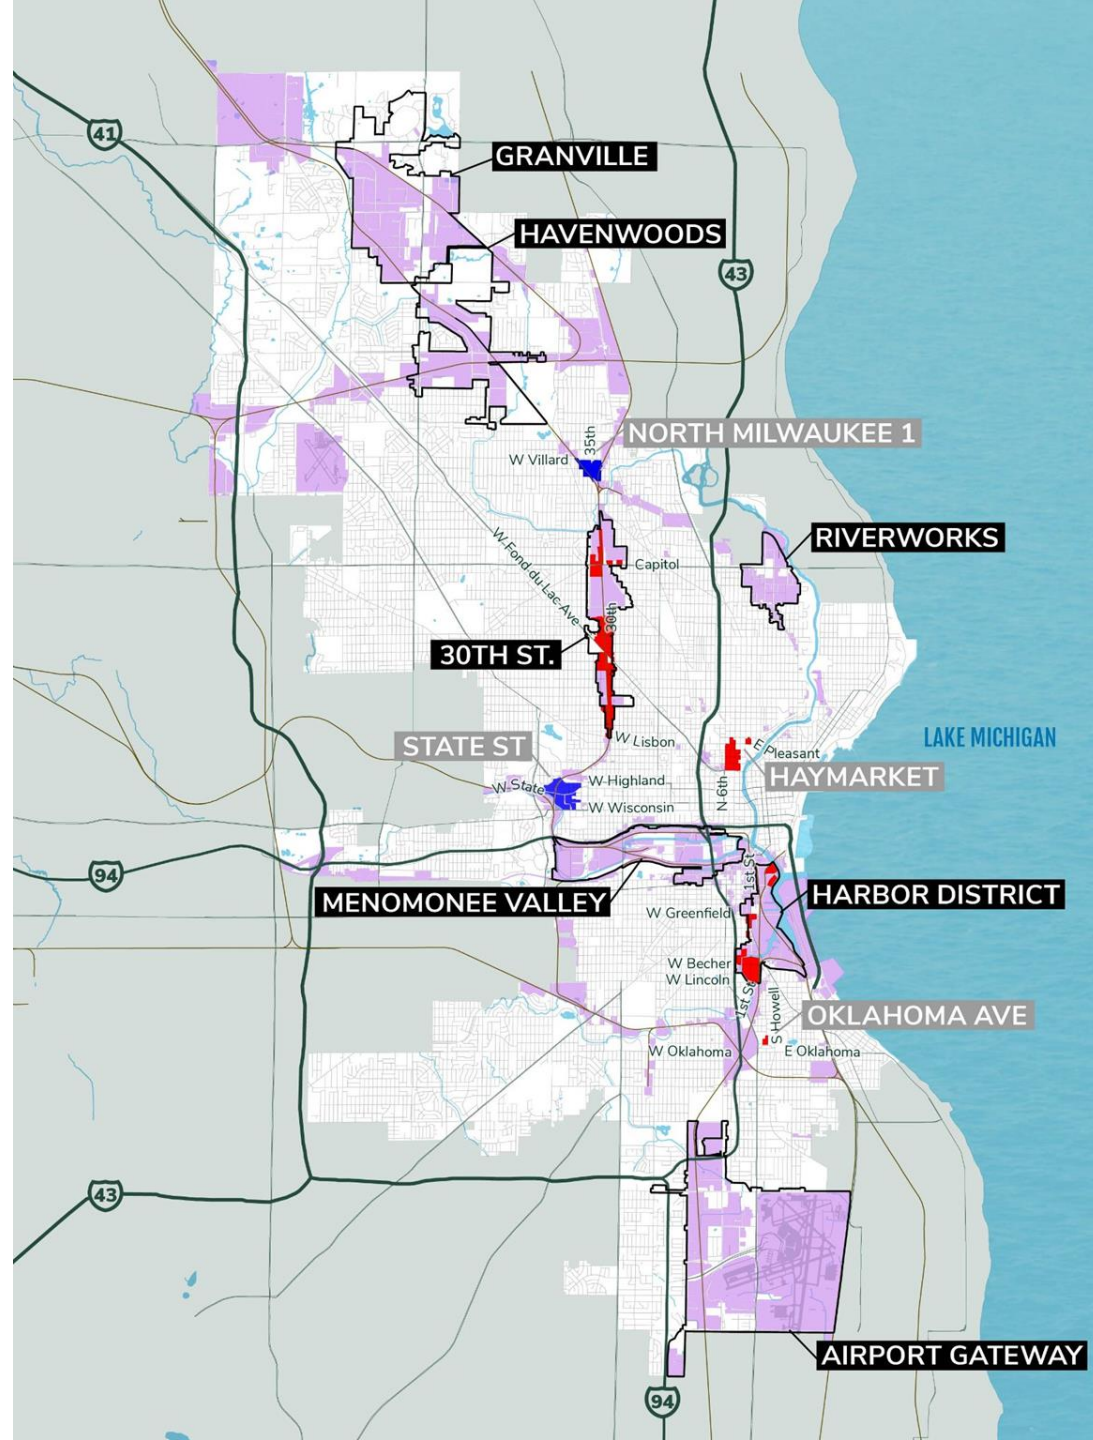 41
GRANVILLE
HAVENWOODS
43
35th
NORTH MILWAUKEE 1
W Villard
RIVERWORKS
W-Fond-du-Lac-Ave
Capitol
30th
30TH ST.
W Lisbon
E Pleasant
LAKE MICHIGAN
STATE ST
HAYMARKET
W-State
W-Highland
N-6th
W Wisconsin
94
1st St
MENOMONEE VALLEY
HARBOR DISTRICT
W Greenfield
W Becher
W Lincoln
1st St
S-Howell
OKLAHOMA AVE
W Oklahoma
E Oklahoma
43
AIRPORT GATEWAY
94